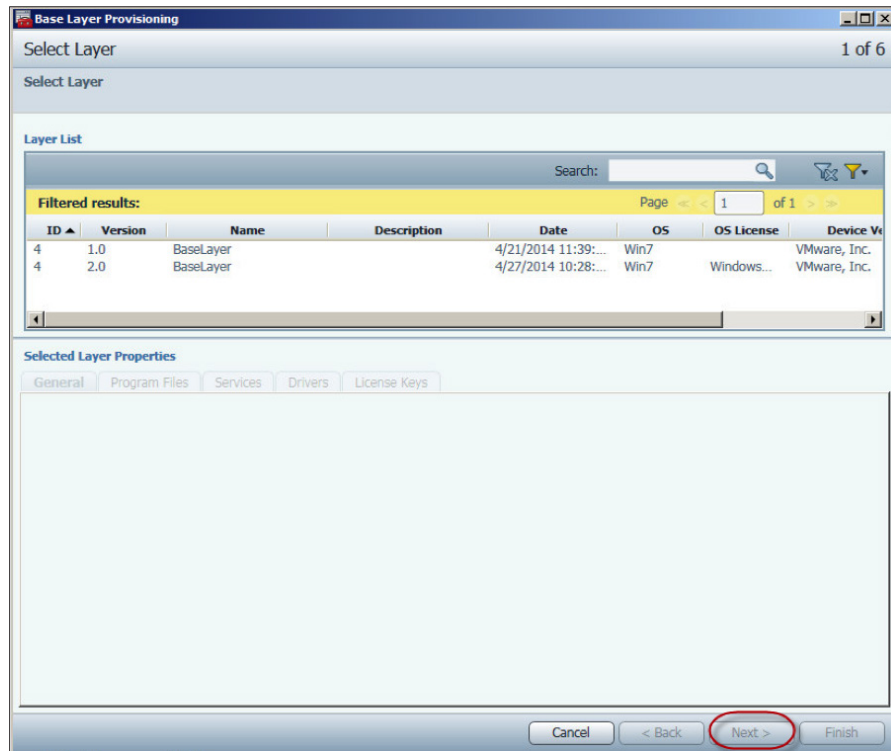 Base Layer Provisioning
Select Layer 1 of 6
Select Layer
Layer List
Search:
Filtered results: Page 1 of 1
ID Version Name Description Date OS OS License Device Ve
4 1.0 BaseLayer 4/21/2014 11:39:... Win7 VMware, Inc.
4 2.0 BaseLayer 4/27/2014 10:28:... Win7 Windows... VMware, Inc.
Selected Layer Properties
General Program Files Services Drivers License Keys
Cancel < Back Next > Finish